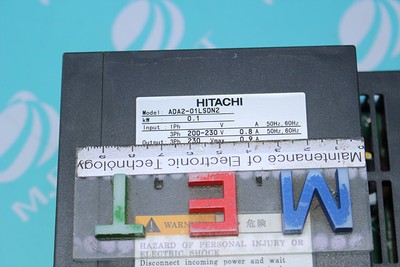 HITACHI
Model: ADA2-01LSDN2
kW : 0.1
Input 1Ph V A 50Hz,60Hz
3Ph 200-230 V 0.8 A 50Hz,60Hz
Output 3Ph 230 Vmax 0.9 A
Maintenance of Electronic Technology
M E T
WARNING 危険
HAZARD OF PERSONAL INJURY OR
ELECTRIC SHOCK
Disconnect incoming power and wait